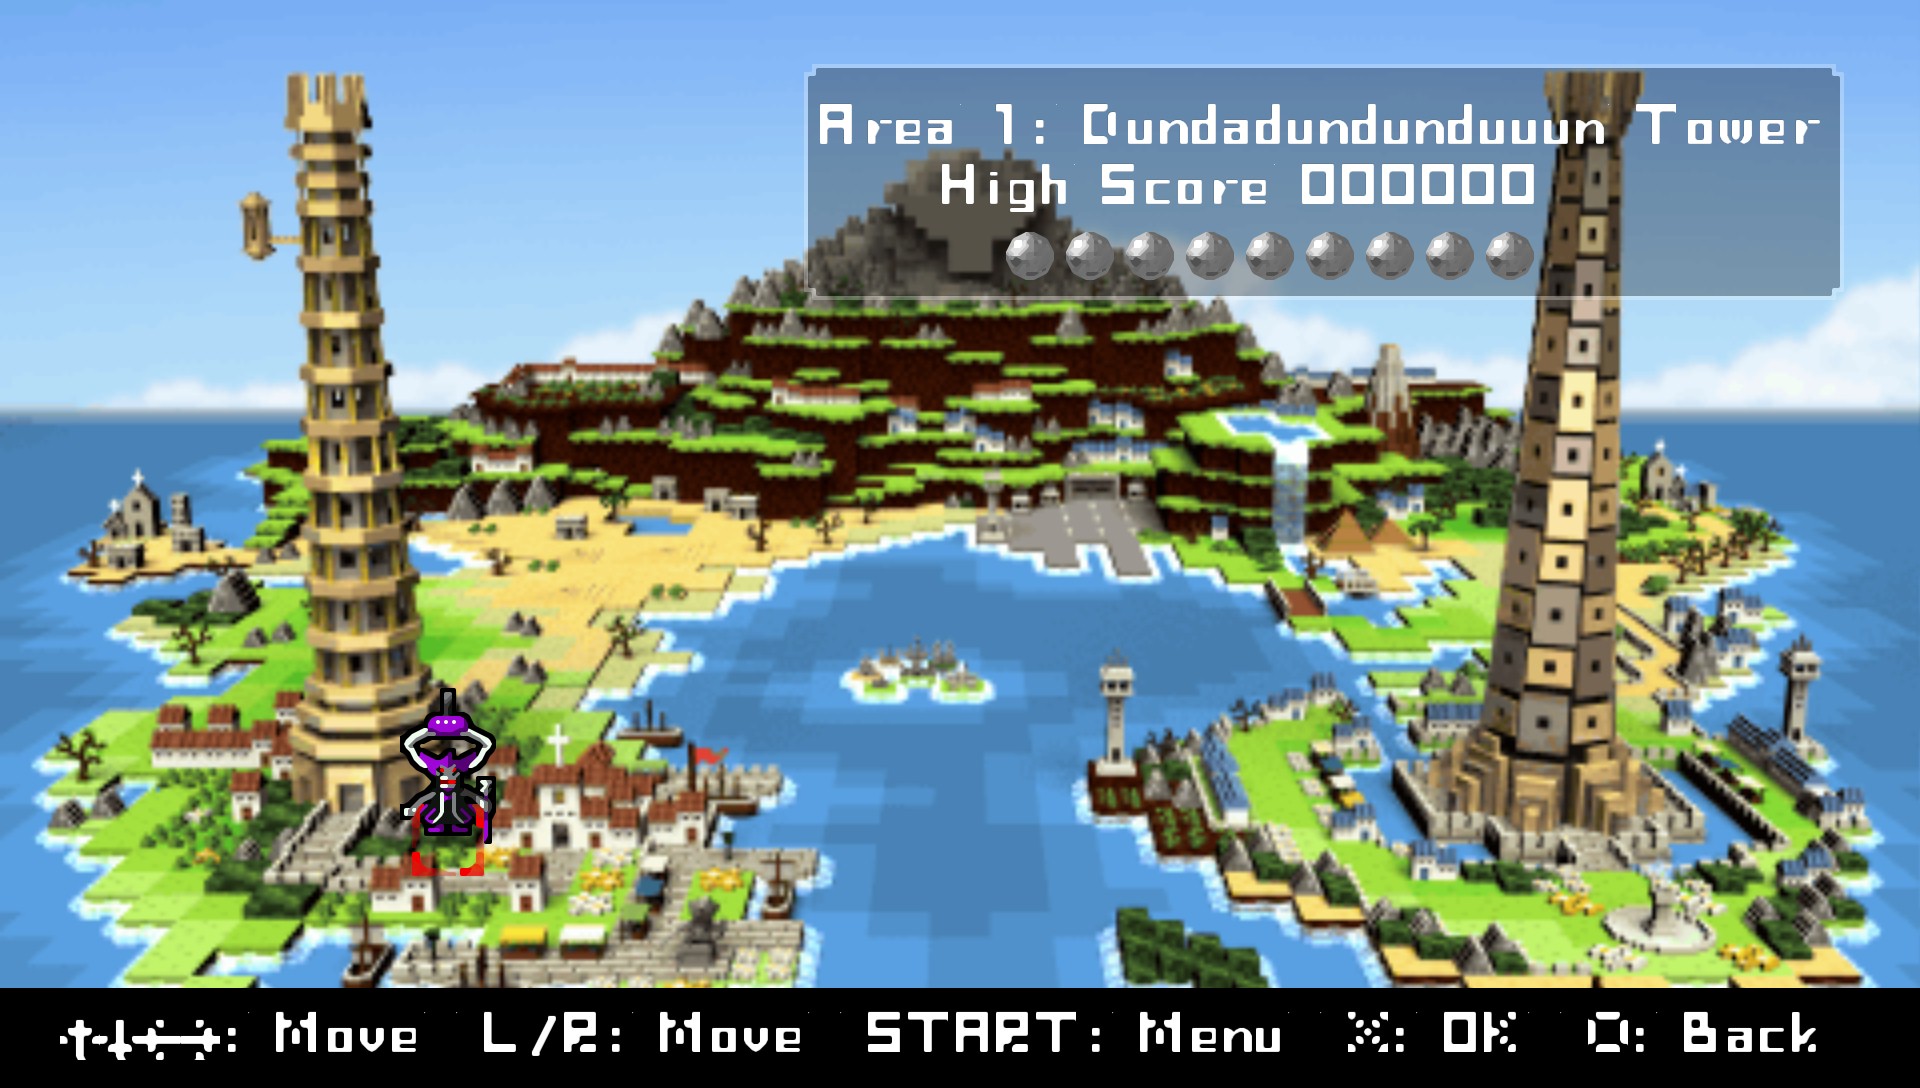 Area 1: Dundadundunduuun Tower
High Score 000000
↑↓←→: Move L/R: Move START: Menu X: OK O: Back